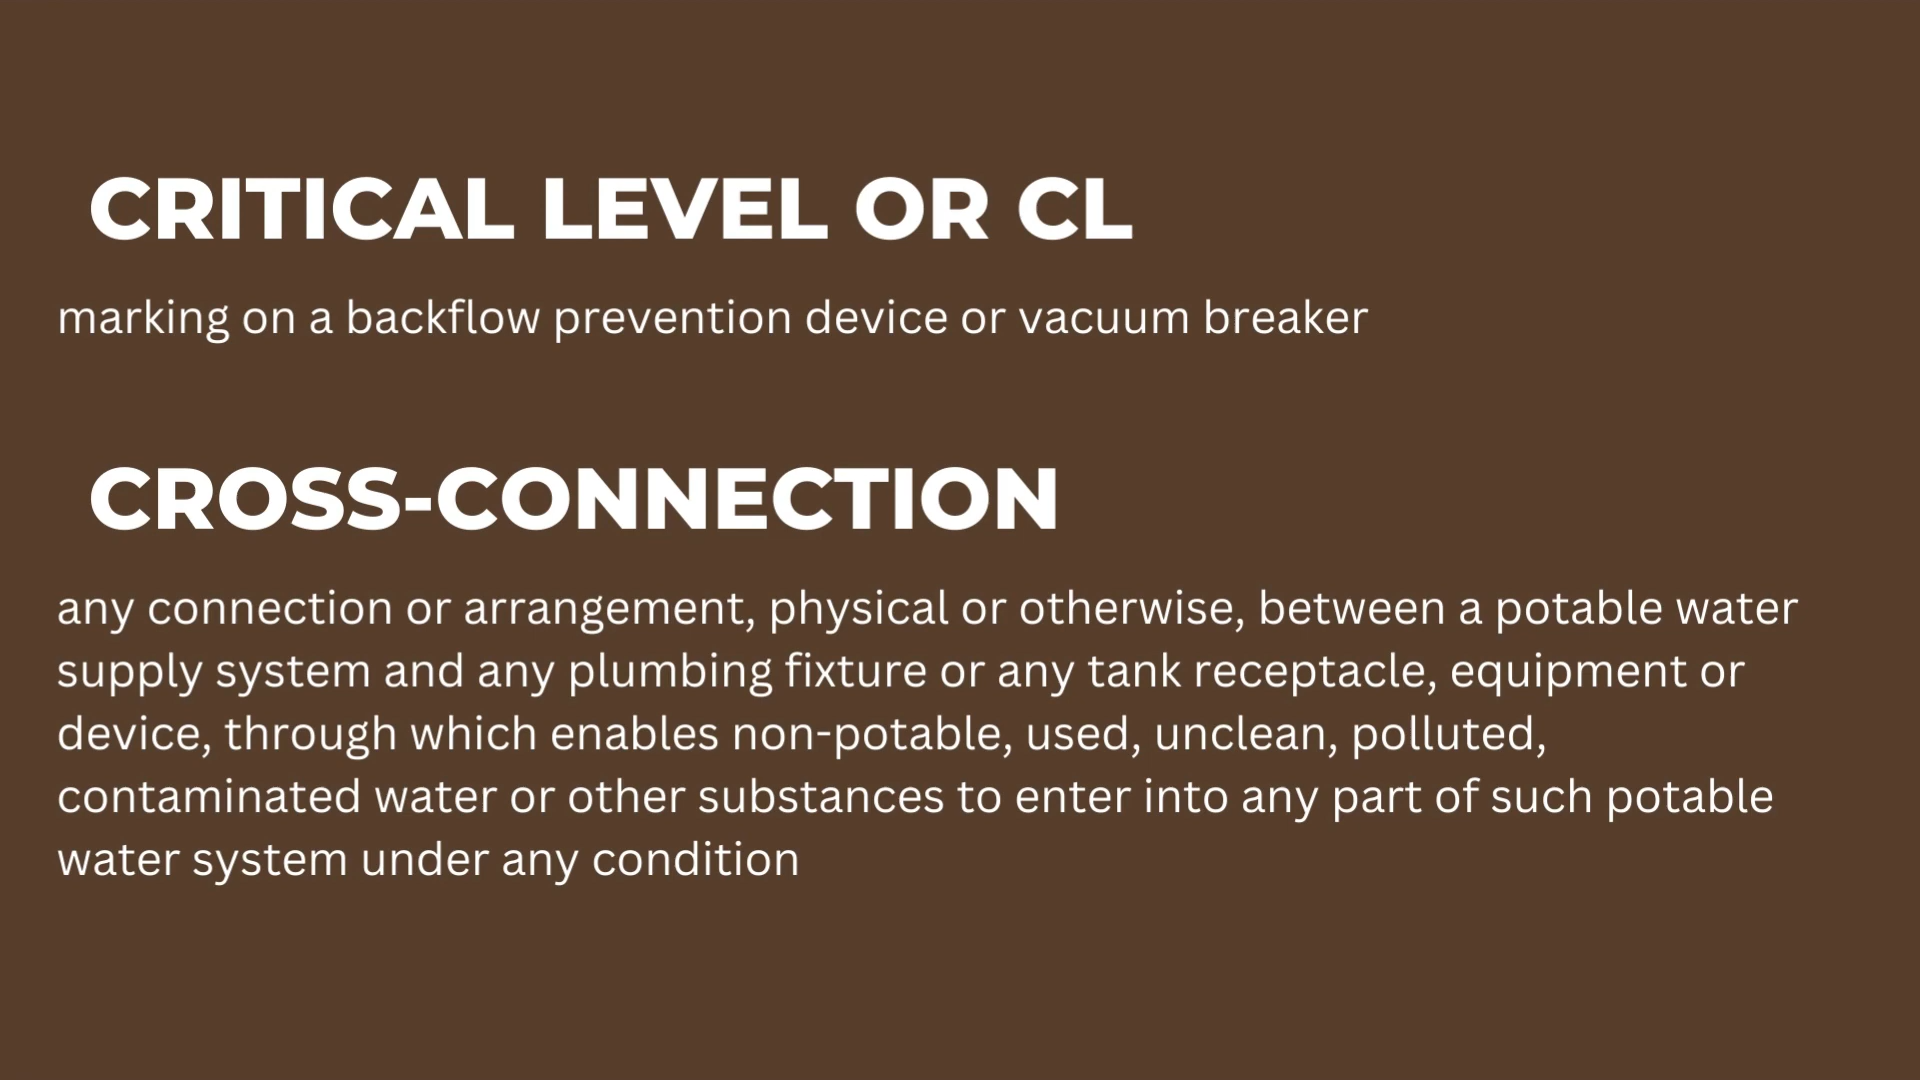 CRITICAL LEVEL OR CL
marking on a backflow prevention device or vacuum breaker
CROSS-CONNECTION
any connection or arrangement, physical or otherwise, between a potable water
supply system and any plumbing fixture or any tank receptacle, equipment or
device, through which enables non-potable, used, unclean, polluted,
contaminated water or other substances to enter into any part of such potable
water system under any condition